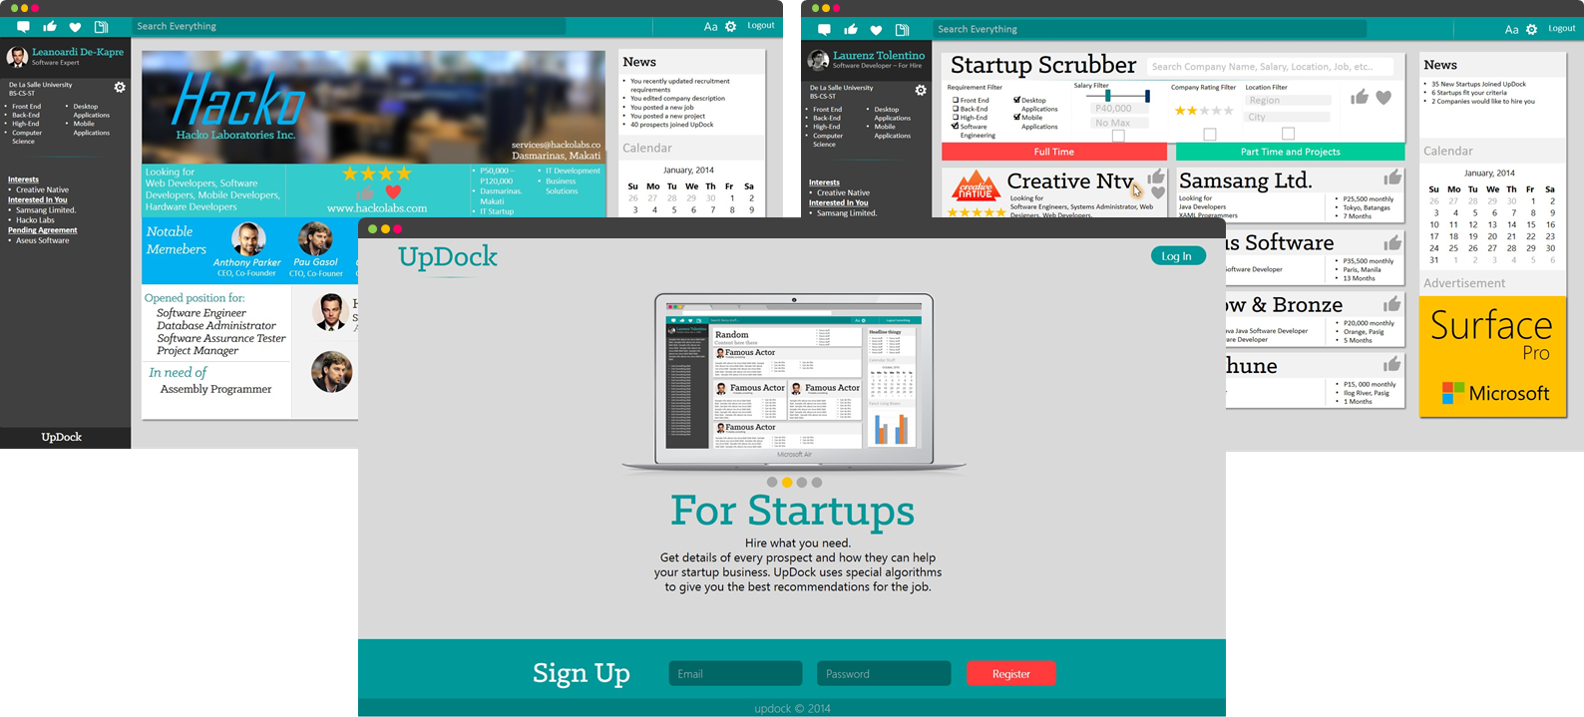 Search Everything
Aa
Logout
Leanoardi De-Kapre
Software Expert
De La Salle University
BS-CS-ST
Front End
Back-End
High-End
Computer
Science
Desktop
Applications
Mobile
Applications
Interests
Creative Native
Interested In You
Samsang Limited.
Hacko Labs
Pending Agreement
Aseus Software
UpDock
Hacko
Hacko Laboratories Inc.
services@hackolabs.co
Dasmarinas, Makati
Looking for
Web Developers, Software
Developers, Mobile Developers,
Hardware Developers
www.hackolabs.com
P50,000 –
P120,000
Dasmarinas.
Makati
IT Startup
IT Development
Business
Solutions
Notable
Memebers
Anthony Parker
CEO, Co-Founder
Pau Gasol
CTO, Co-Founer
Opened position for:
Software Engineer
Database Administrator
Software Assurance Tester
Project Manager
In need of
Assembly Programmer
News
You recently updated recruitment
requirements
You edited company description
You posted a new job
You posted a new project
40 prospects joined UpDock
Calendar
January, 2014
Su Mo Tu We Th Fr Sa
26 27 28 29 30 1 2
3 4 5 6 7 8 9
Search Everything
Aa
Logout
Laurenz Tolentino
Software Developer – For Hire
De La Salle University
BS-CS-ST
Front End
Back-End
High-End
Computer
Science
Desktop
Applications
Mobile
Applications
Interests
Creative Native
Interested In You
Samsang Limited.
Startup Scrubber
Search Company Name, Salary, Location, Job, etc...
Requirement Filter
Front End
Back-End
High-End
Software
Engineering
Desktop
Applications
Mobile
Applications
Salary Filter
P40,000
No Max
Company Rating Filter
Location Filter
Region
City
Full Time
Part Time and Projects
creative
NATIVE
Creative Ntv.
Looking for
Software Engineers, Systems Administrator, Web
Designers, Web Developers.
Samsang Ltd.
Looking for
Java Developers
XAML Programmers
P25,500 monthly
Tokyo, Batangas
7 Months
us Software
Software Developer
P35,500 monthly
Paris, Manila
13 Months
ow & Bronze
Java Java Software Developer
ware Developer
P20,000 monthly
Orange, Pasig
5 Months
hune
P15, 000 monthly
Ilog River, Pasig
1 Months
News
35 New Startups Joined UpDock
6 Startups fit your criteria
2 Companies would like to hire you
Calendar
January, 2014
Su Mo Tu We Th Fr Sa
26 27 28 29 30 1 2
3 4 5 6 7 8 9
10 11 12 13 14 15 16
17 18 19 20 21 22 23
24 25 26 27 28 29 30
31 1 2 3 4 5 6
Advertisement
Surface
Pro
Microsoft
UpDock
Log In
Laurenz Tolentino
Random
Content here there
Famous Actor
Famous Actor
Famous Actor
Famous Actor
Headline things
Microsoft Air
For Startups
Hire what you need.
Get details of every prospect and how they can help
your startup business. UpDock uses special algorithms
to give you the best recommendations for the job.
Sign Up
Email
Password
Register
updock © 2014